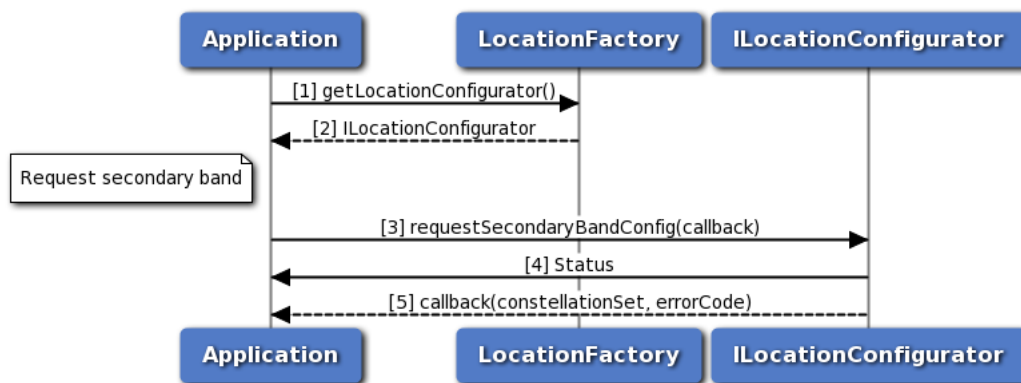 Application LocationFactory ILocationConfigurator
[1] getLocationConfigurator()
[2] ILocationConfigurator
Request secondary band
[3] requestSecondaryBandConfig(callback)
[4] Status
[5] callback(constellationSet, errorCode)
Application LocationFactory ILocationConfigurator